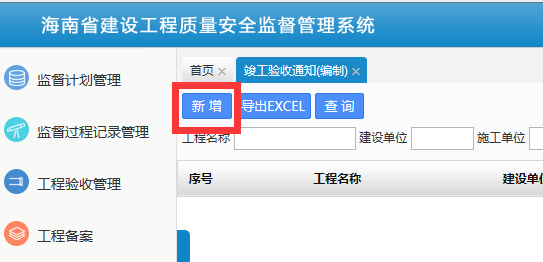 海南省建设工程质量安全监督管理系统
监督计划管理
监督过程记录管理
工程验收管理
工程备案
首页× 竣工验收通知(编制)×
新 增 导出EXCEL 查 询
工程名称 建设单位 施工单位
序号 工程名称 建设单